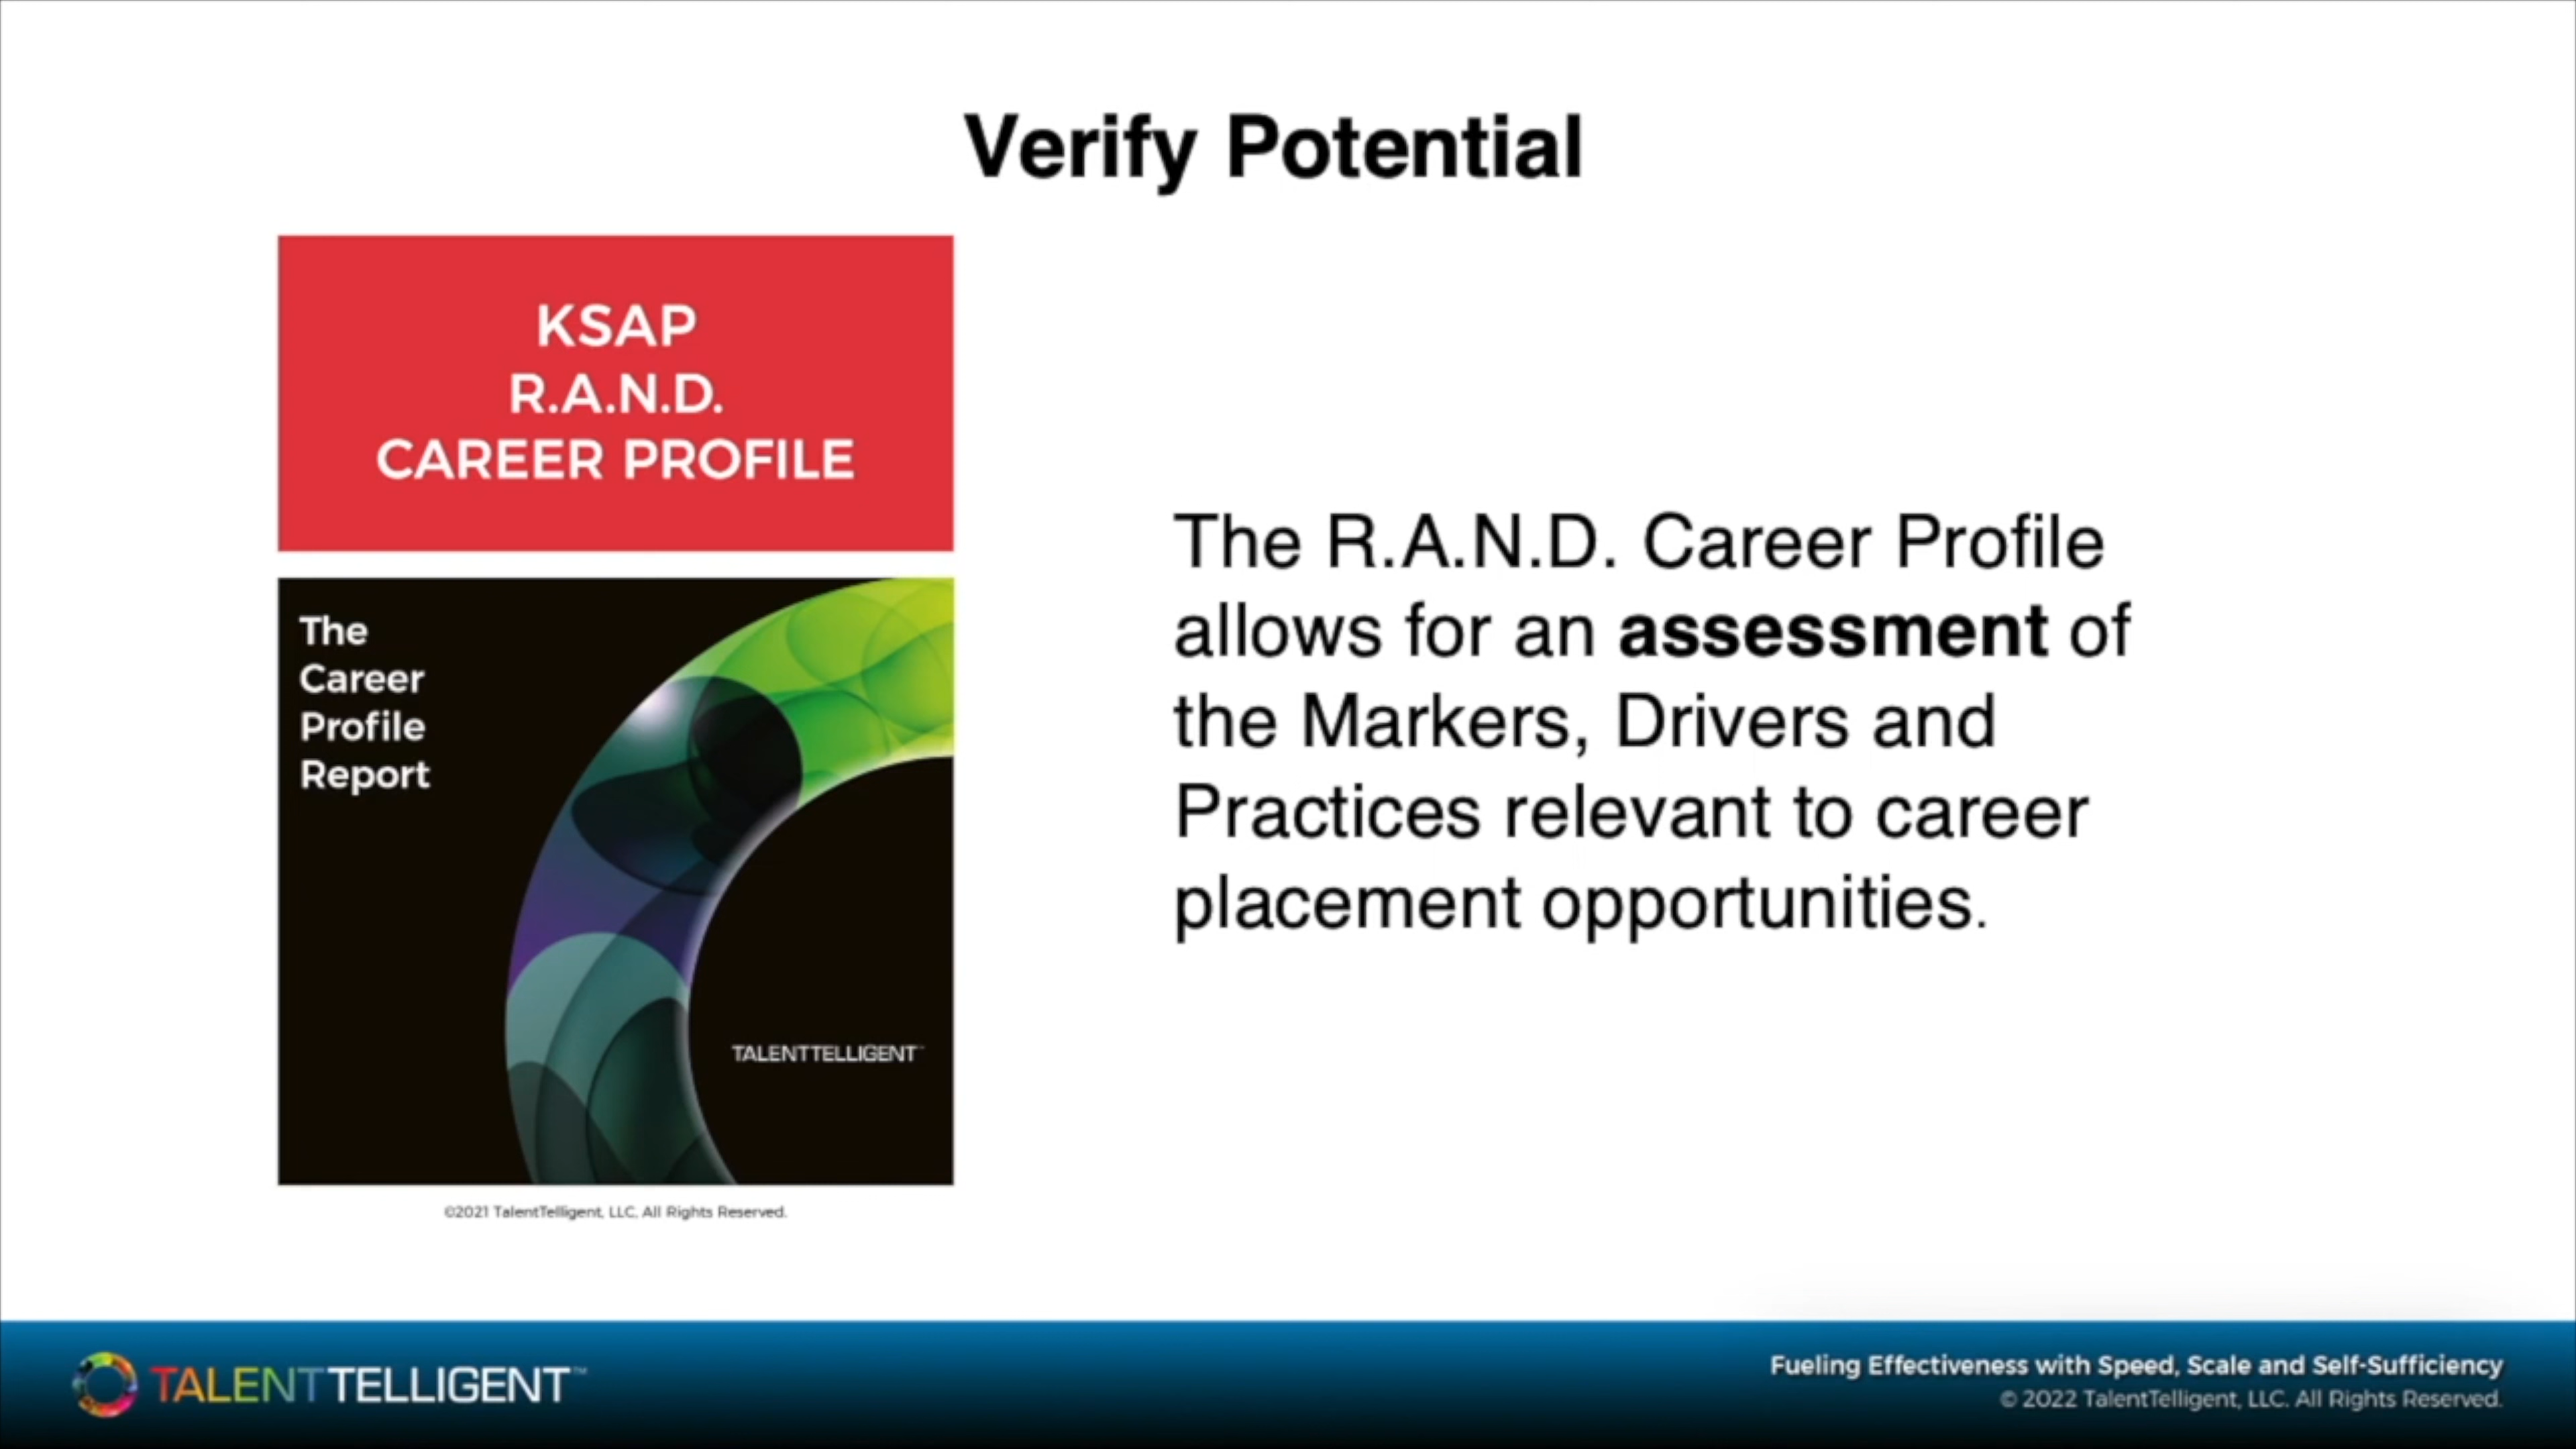 Verify Potential
KSAP
R.A.N.D.
CAREER PROFILE
The
Career
Profile
Report
TALENTTELLIGENT™
©2021 TalentTelligent, LLC. All Rights Reserved.
The R.A.N.D. Career Profile
allows for an assessment of
the Markers, Drivers and
Practices relevant to career
placement opportunities.
TALENTTELLIGENT™
Fueling Effectiveness with Speed, Scale and Self-Sufficiency
© 2022 TalentTelligent, LLC. All Rights Reserved.